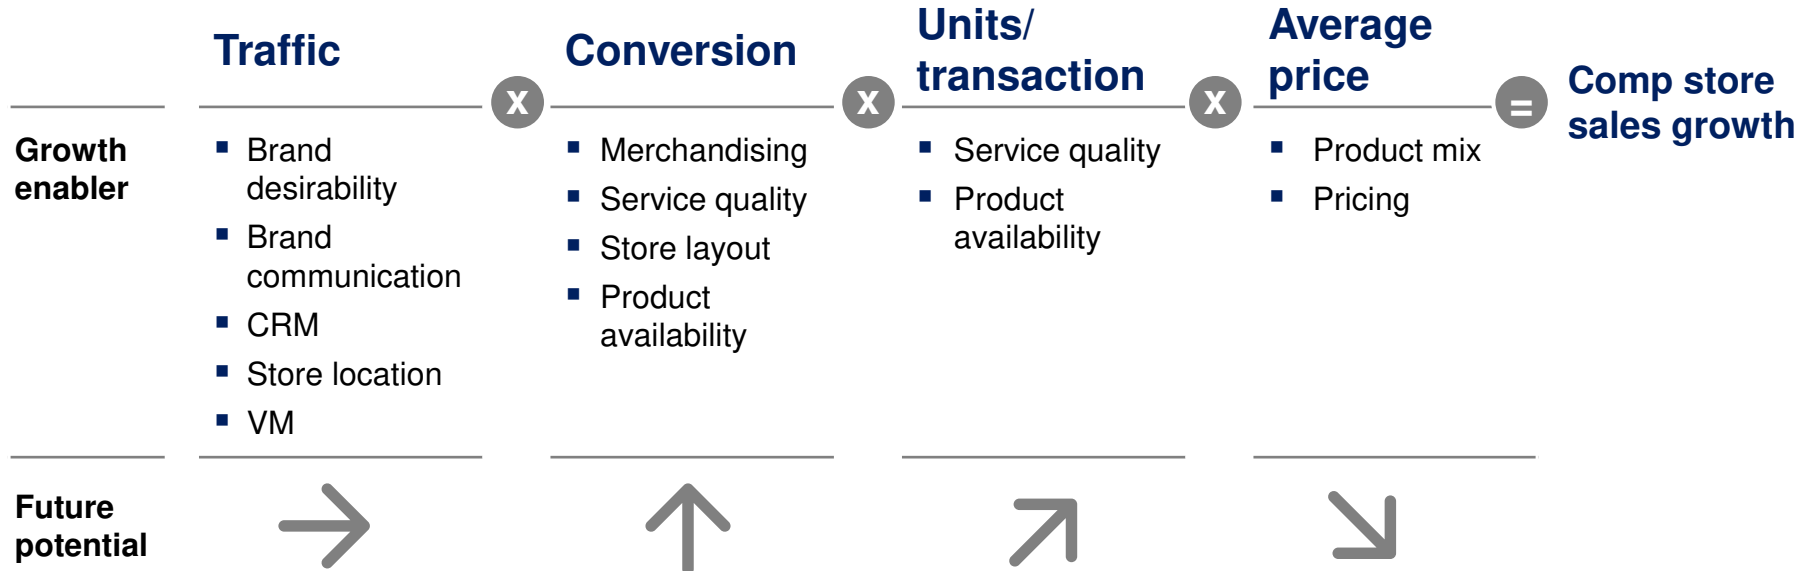 Traffic
Conversion
Units/
transaction
Average
price
x
x
x
=
Comp store
sales growth
Growth
enabler
Brand
desirability
Brand
communication
CRM
Store location
VM
Merchandising
Service quality
Store layout
Product
availability
Service quality
Product
availability
Product mix
Pricing
Future
potential